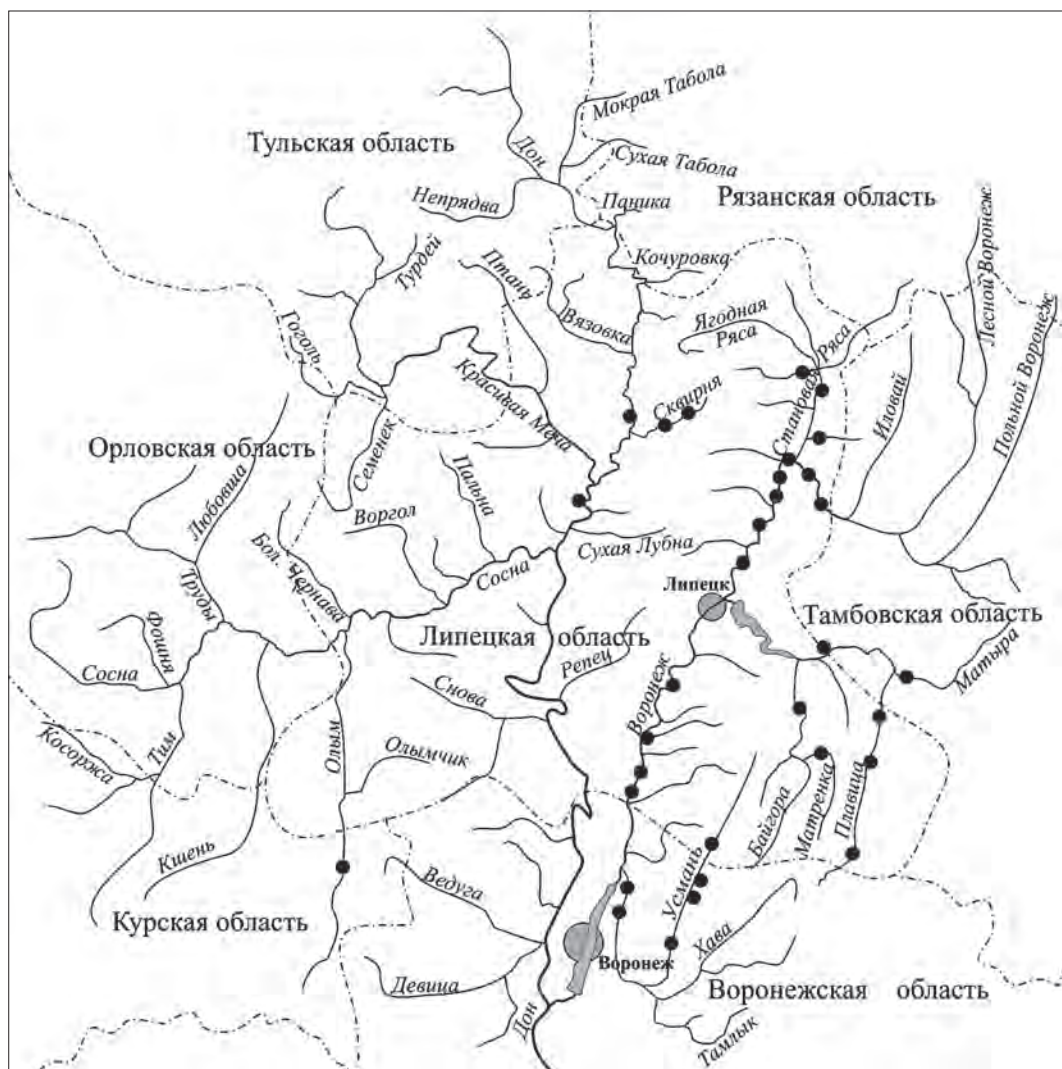 Мокрая Табола
Тульская область
Дон
Сухая Табола
Непрядва
Паника
Рязанская область
Лесной Воронеж
Кочуровка
Турдей
Птань
Вязовка
Ягодная
Ряса
Ряса
Гоголь
Становая
Польной Воронеж
Красивая Меча
Сквирня
Иловай
Орловская область
Семенек
Любовша
Пальна
Воргол
Бол. Чернава
Сухая Лубна
Сосна
Труды
Липецк
Тамбовская область
Фошня
Липецкая область
Репец
Сосна
Матыра
Снова
Воронеж
Косоржа
Тим
Олым
Олымчик
Байгора
Матренка
Плавица
Кшень
Ведуга
Усмань
Курская область
Хава
Воронеж
Девица
Дон
Воронежская область
Тамлык